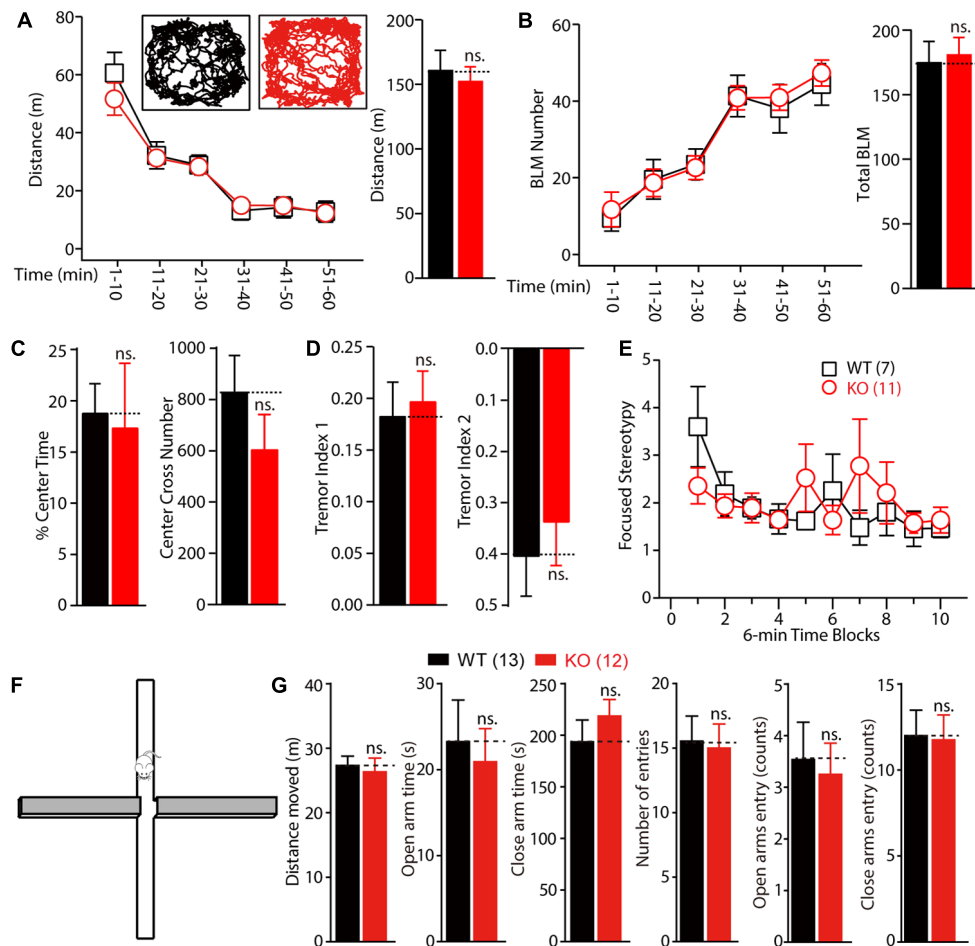 A
80
60
40
20
0
Distance (m)
Time (min)
1-10
11-20
21-30
31-40
41-50
51-60
200
150
100
50
0
Distance (m)
ns.
B
60
40
20
0
BLM Number
Time (min)
1-10
11-20
21-30
31-40
41-50
51-60
200
150
100
50
0
Total BLM
ns.
C
25
20
15
10
5
0
% Center Time
ns.
1000
800
600
400
200
0
Center Cross Number
ns.
D
0.25
0.20
0.15
0.10
0.05
0.00
Tremor Index 1
ns.
0.0
0.1
0.2
0.3
0.4
0.5
Tremor Index 2
ns.
E
5
4
3
2
1
0
Focused Stereotypy
WT (7)
KO (11)
0 2 4 6 8 10
6-min Time Blocks
F
WT (13) KO (12)
G
40
30
20
10
0
Distance moved (m)
ns.
30
20
10
0
Open arm time (s)
ns.
250
200
150
100
50
0
Close arm time (s)
ns.
20
15
10
5
0
Number of entries
ns.
5
4
3
2
1
0
Open arms entry (counts)
ns.
15
12
10
5
0
Close arms entry (counts)
ns.